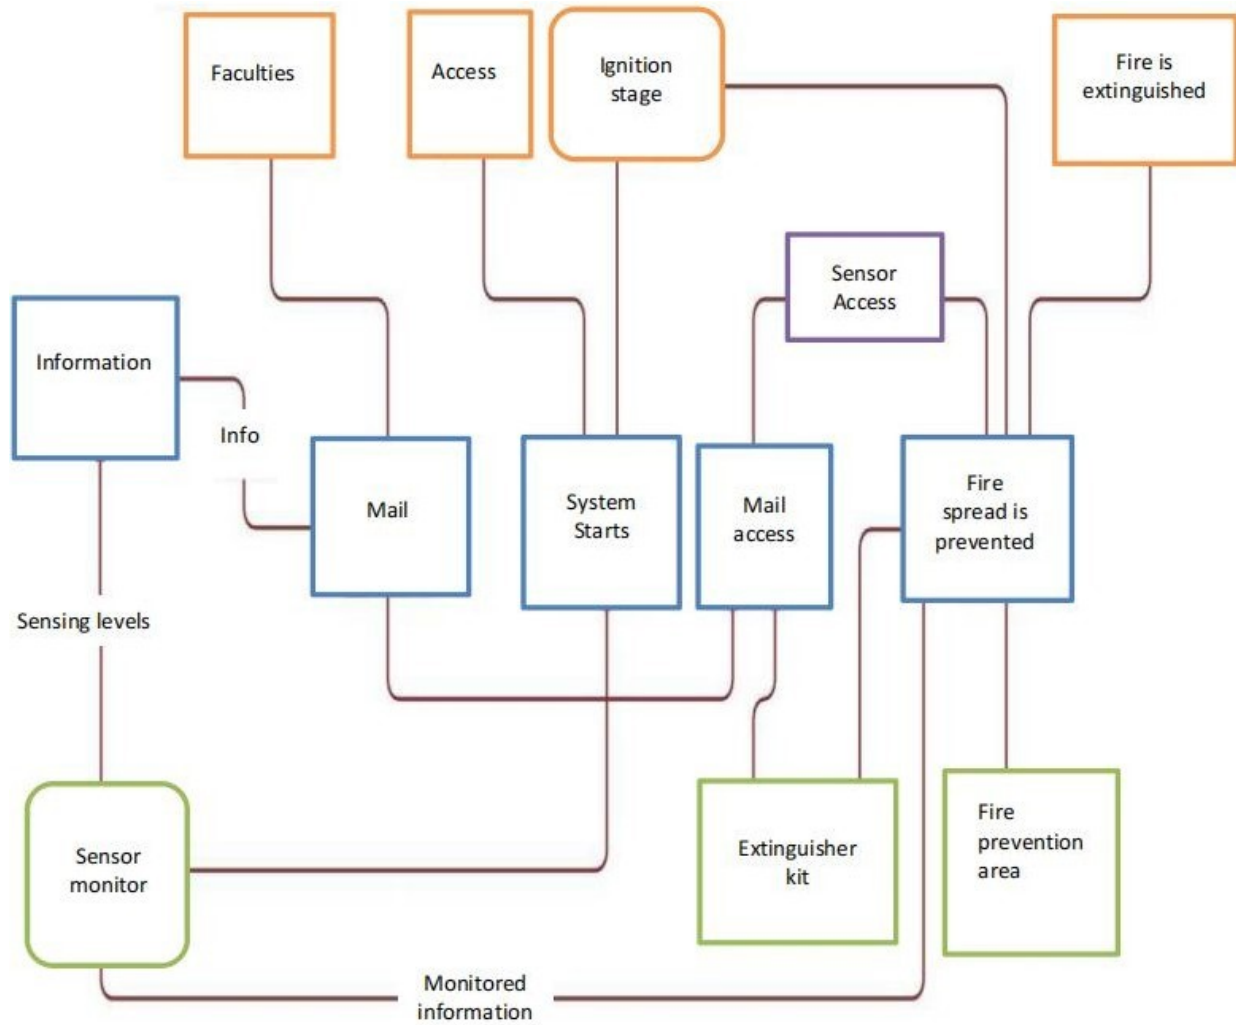 Faculties
Access
Ignition
stage
Fire is
extinguished
Sensor
Access
Information
Info
Mail
System
Starts
Mail
access
Fire
spread is
prevented
Sensing levels
Sensor
monitor
Extinguisher
kit
Fire
prevention
area
Monitored
information